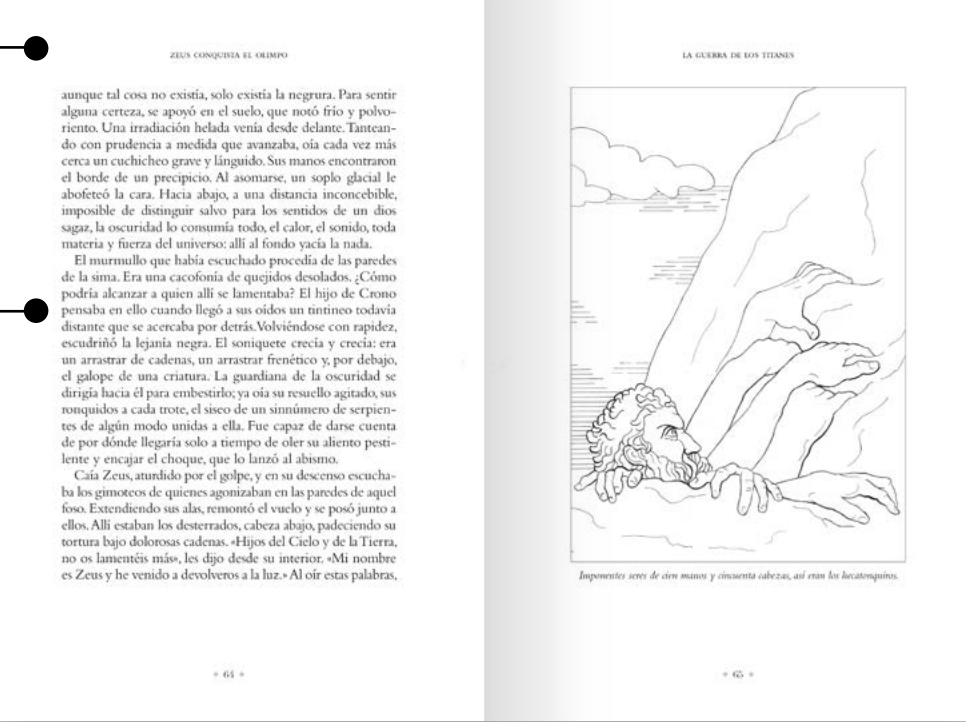 ZEUS CONQUISTA EL OLIMPO
aunque tal cosa no existía, solo existía la negrura. Para sentir
alguna certeza, se apoyó en el suelo, que notó frío y polvo-
riento. Una irradiación helada venía desde delante. Tantean-
do con prudencia a medida que avanzaba, oía cada vez más
cerca un cuchicheo grave y lánguido. Sus manos encontraron
el borde de un precipicio. Al asomarse, un soplo glacial le
abofeteó la cara. Hacia abajo, a una distancia inconcebible,
imposible de distinguir salvo para los sentidos de un dios
sagaz, la oscuridad lo consumía todo, el calor, el sonido, toda
materia y fuerza del universo: allí al fondo yacía la nada.
El murmullo que había escuchado procedía de las paredes
de la sima. Era una cacofonía de quejidos desolados. ¿Cómo
podría alcanzar a quien allí se lamentaba? El hijo de Crono
pensaba en ello cuando llegó a sus oídos un tintineo todavía
distante que se acercaba por detrás. Volviéndose con rapidez,
escudriñó la lejanía negra. El soniquete crecía y crecía: era
un arrastrar de cadenas, un arrastrar frenético y, por debajo,
el galope de una criatura. La guardiana de la oscuridad se
dirigía hacia él para embestirlo; ya oía su resuello agitado, sus
ronquidos a cada trote, el siseo de un sinnúmero de serpien-
tes de algún modo unidas a ella. Fue capaz de darse cuenta
de por dónde llegaría solo a tiempo de oler su aliento pesti-
lente y encajar el choque, que lo lanzó al abismo.
Caía Zeus, aturdido por el golpe, y en su descenso escucha-
ba los gimoteos de quienes agonizaban en las paredes de aquel
foso. Extendiendo sus alas, remontó el vuelo y se posó junto a
ellos. Allí estaban los desterrados, cabeza abajo, padeciendo su
tortura bajo dolorosas cadenas. «Hijos del Cielo y de la Tierra,
no os lamentéis más», les dijo desde su interior. «Mi nombre
es Zeus y he venido a devolveros a la luz.» Al oír estas palabras,
64
LA GUERRA DE LOS TITANES
Imponentes seres de cien manos y cincuenta cabezas, así eran los hecatonquiros.
65